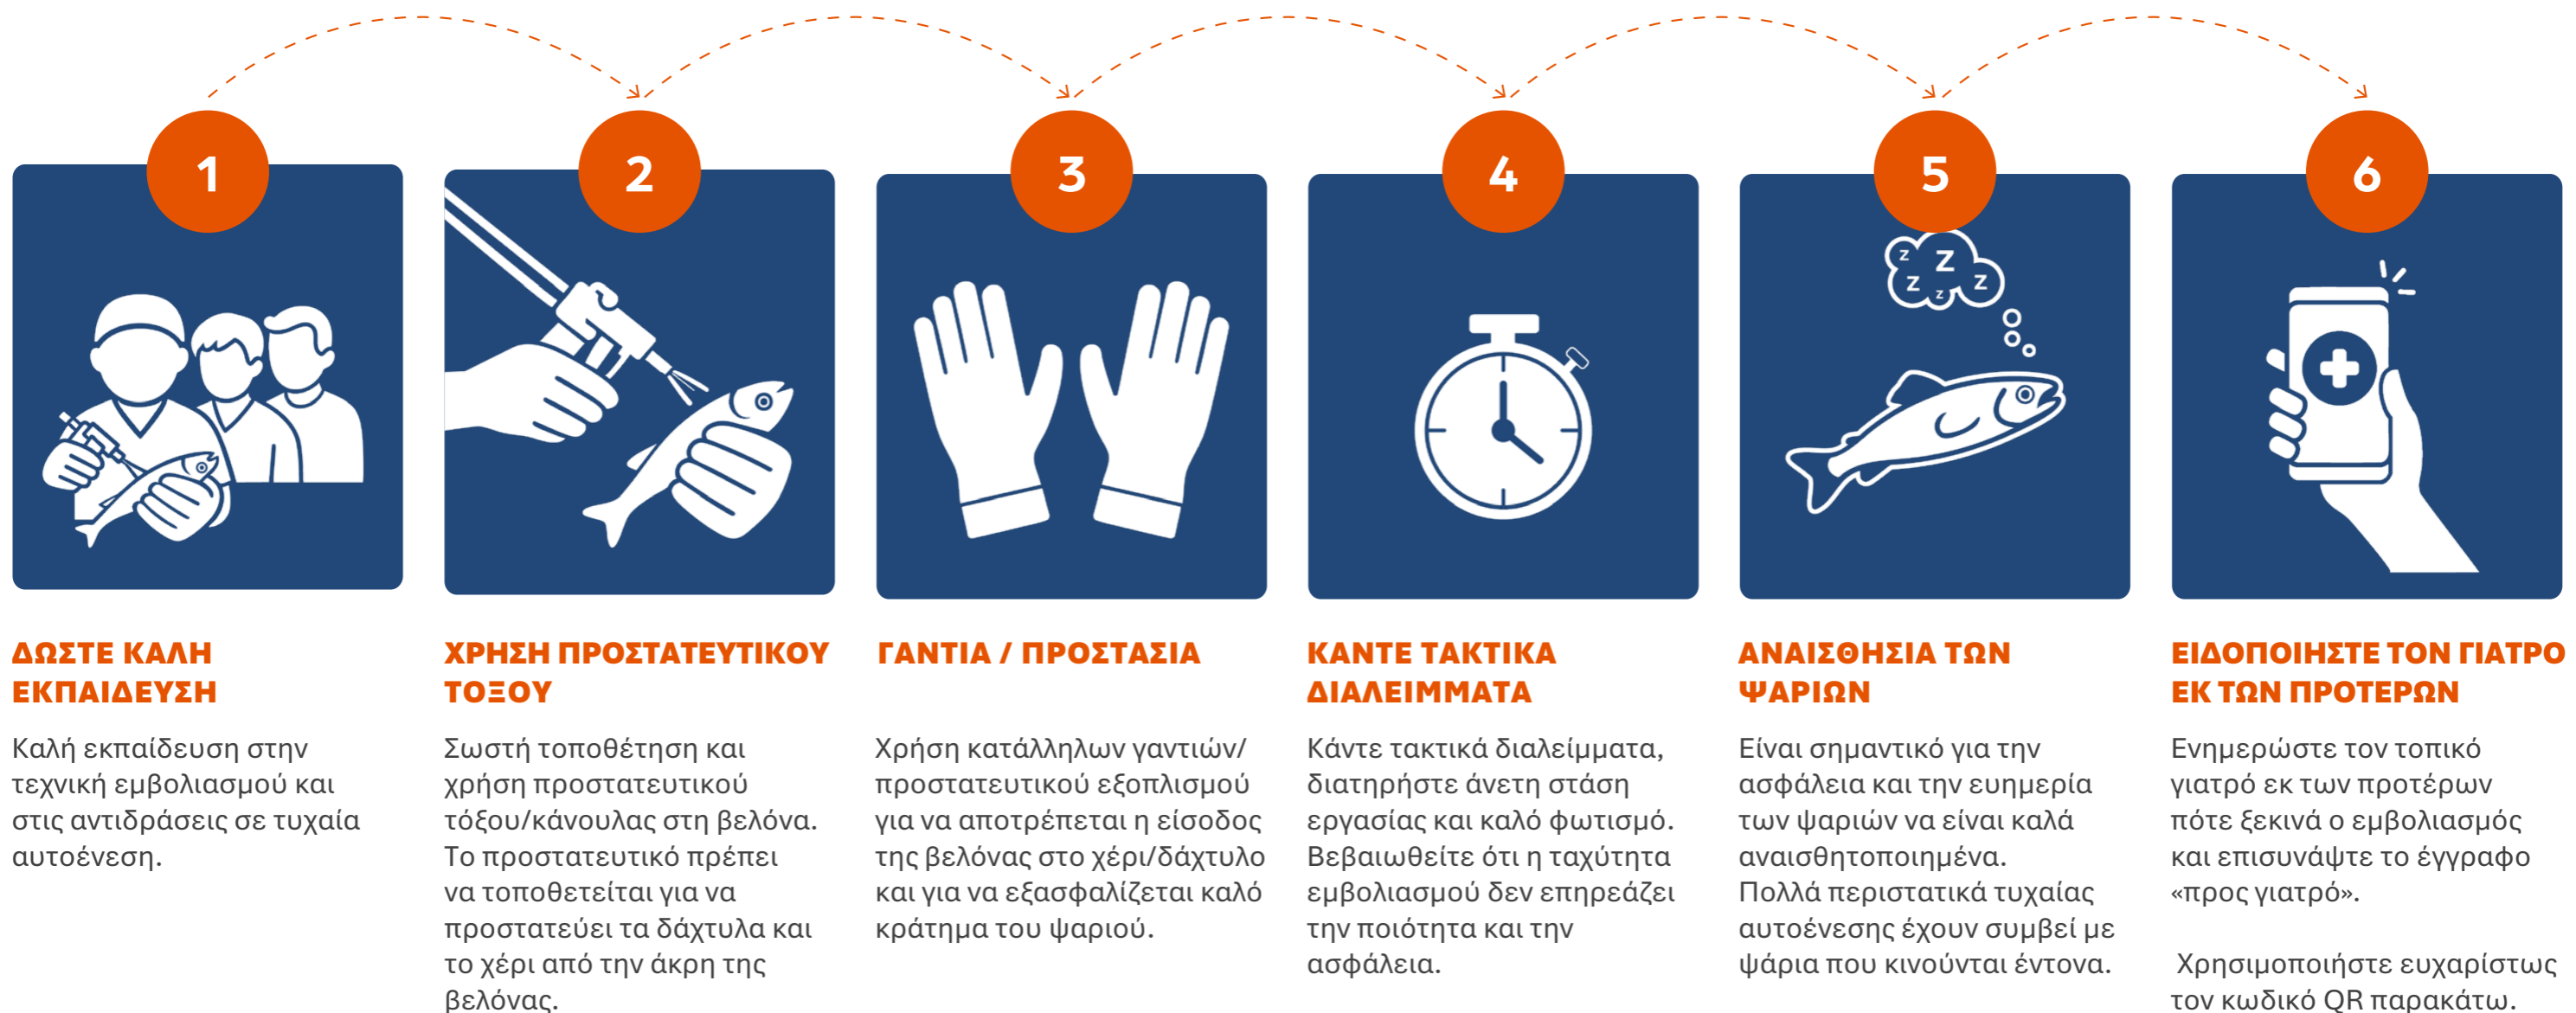 1
2
3
4
5
6
z
Z
z
z
z
ΔΩΣΤΕ ΚΑΛΗ
ΕΚΠΑΙΔΕΥΣΗ
Καλή εκπαίδευση στην
τεχνική εμβολιασμού και
στις αντιδράσεις σε τυχαία
αυτοένεση.
ΧΡΗΣΗ ΠΡΟΣΤΑΤΕΥΤΙΚΟΥ
ΤΟΞΟΥ
Σωστή τοποθέτηση και
χρήση προστατευτικού
τόξου/κάνουλας στη βελόνα.
Το προστατευτικό πρέπει
να τοποθετείται για να
προστατεύει τα δάχτυλα και
το χέρι από την άκρη της
βελόνας.
ΓΑΝΤΙΑ / ΠΡΟΣΤΑΣΙΑ
Χρήση κατάλληλων γαντιών/
προστατευτικού εξοπλισμού
για να αποτρέπεται η είσοδος
της βελόνας στο χέρι/δάχτυλο
και για να εξασφαλίζεται καλό
κράτημα του ψαριού.
ΚΑΝΤΕ ΤΑΚΤΙΚΑ
ΔΙΑΛΕΙΜΜΑΤΑ
Κάντε τακτικά διαλείμματα,
διατηρήστε άνετη στάση
εργασίας και καλό φωτισμό.
Βεβαιωθείτε ότι η ταχύτητα
εμβολιασμού δεν επηρεάζει
την ποιότητα και την
ασφάλεια.
ΑΝΑΙΣΘΗΣΙΑ ΤΩΝ
ΨΑΡΙΩΝ
Είναι σημαντικό για την
ασφάλεια και την ευημερία
των ψαριών να είναι καλά
αναισθητοποιημένα.
Πολλά περιστατικά τυχαίας
αυτοένεσης έχουν συμβεί με
ψάρια που κινούνται έντονα.
ΕΙΔΟΠΟΙΗΣΤΕ ΤΟΝ ΓΙΑΤΡΟ
ΕΚ ΤΩΝ ΠΡΟΤΕΡΩΝ
Ενημερώστε τον τοπικό
γιατρό εκ των προτέρων
πότε ξεκινά ο εμβολιασμός
και επισυνάψτε το έγγραφο
«προς γιατρό».
Χρησιμοποιήστε ευχαρίστως
τον κωδικό QR παρακάτω.